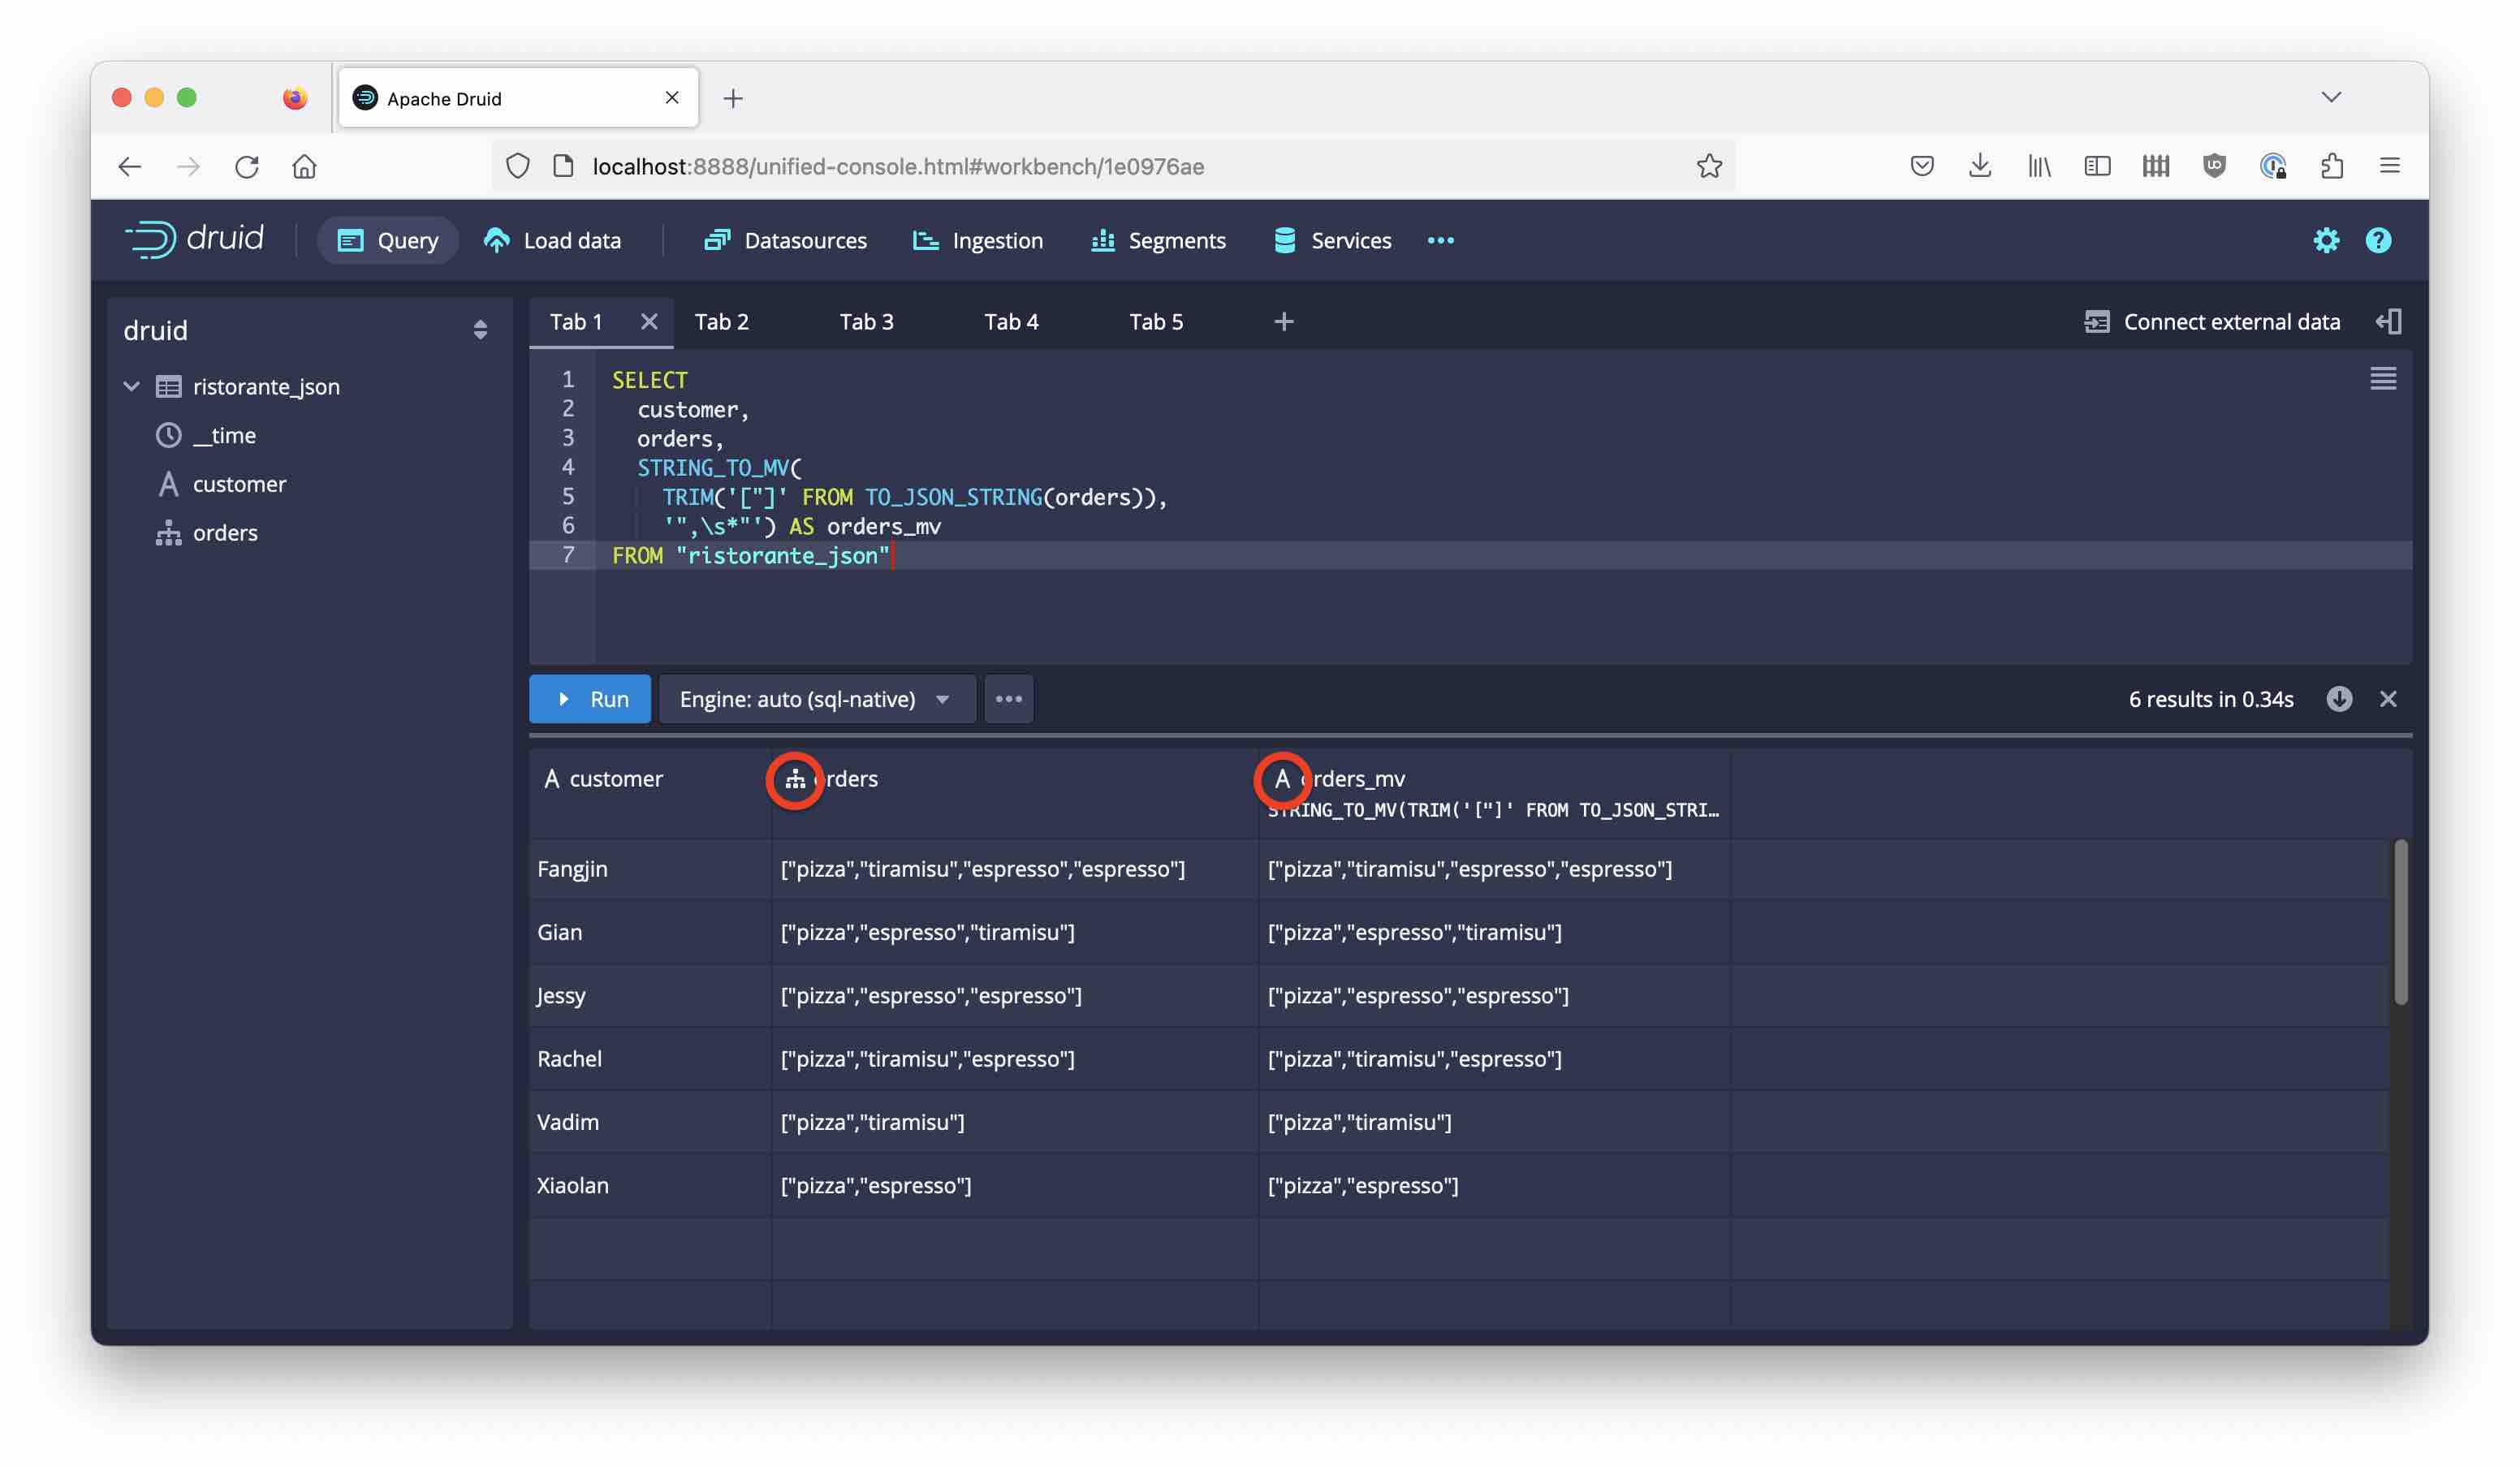 Apache Druid
localhost:8888/unified-console.html#workbench/1e0976ae
druid Query Load data Datasources Ingestion Segments Services
druid
ristorante_json
__time
customer
orders
Tab 1 Tab 2 Tab 3 Tab 4 Tab 5 Connect external data
1 SELECT
2 customer,
3 orders,
4 STRING_TO_MV(
5 TRIM('["]' FROM TO_JSON_STRING(orders)),
6 '",\s*"') AS orders_mv
7 FROM "ristorante_json"
Run Engine: auto (sql-native) 6 results in 0.34s
A customer orders A orders_mv
STRING_TO_MV(TRIM('["]' FROM TO_JSON_STRI…
Fangjin ["pizza","tiramisu","espresso","espresso"] ["pizza","tiramisu","espresso","espresso"]
Gian ["pizza","espresso","tiramisu"] ["pizza","espresso","tiramisu"]
Jessy ["pizza","espresso","espresso"] ["pizza","espresso","espresso"]
Rachel ["pizza","tiramisu","espresso"] ["pizza","tiramisu","espresso"]
Vadim ["pizza","tiramisu"] ["pizza","tiramisu"]
Xiaolan ["pizza","espresso"] ["pizza","espresso"]